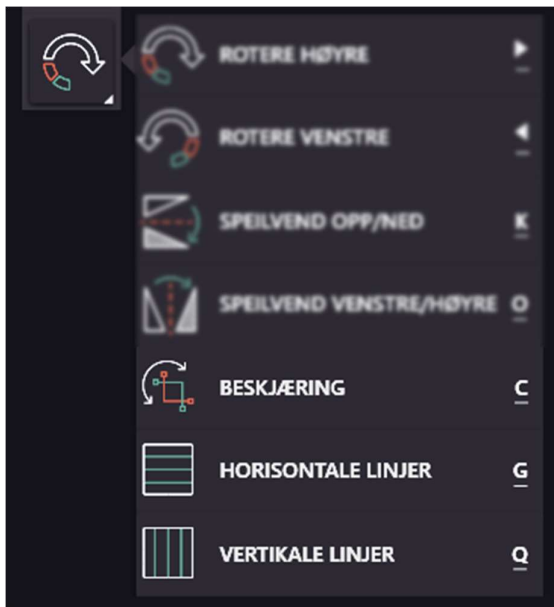 ROTERE HØYRE
ROTERE VENSTRE
SPEILVEND OPP/NED K
SPEILVEND VENSTRE/HØYRE O
BESKJÆRING C
HORISONTALE LINJER G
VERTIKALE LINJER Q